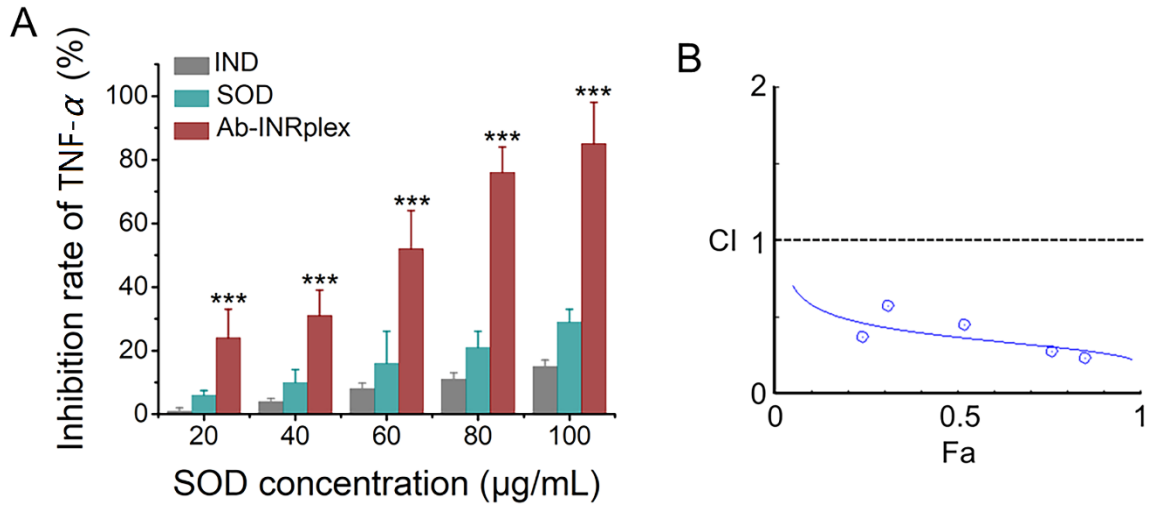 A
Inhibition rate of TNF-α (%)
IND
SOD
Ab-INRplex
100
80
60
40
20
0
***
***
***
***
***
20 40 60 80 100
SOD concentration (μg/mL)
B
2
CI 1
0
0 0.5 1
Fa